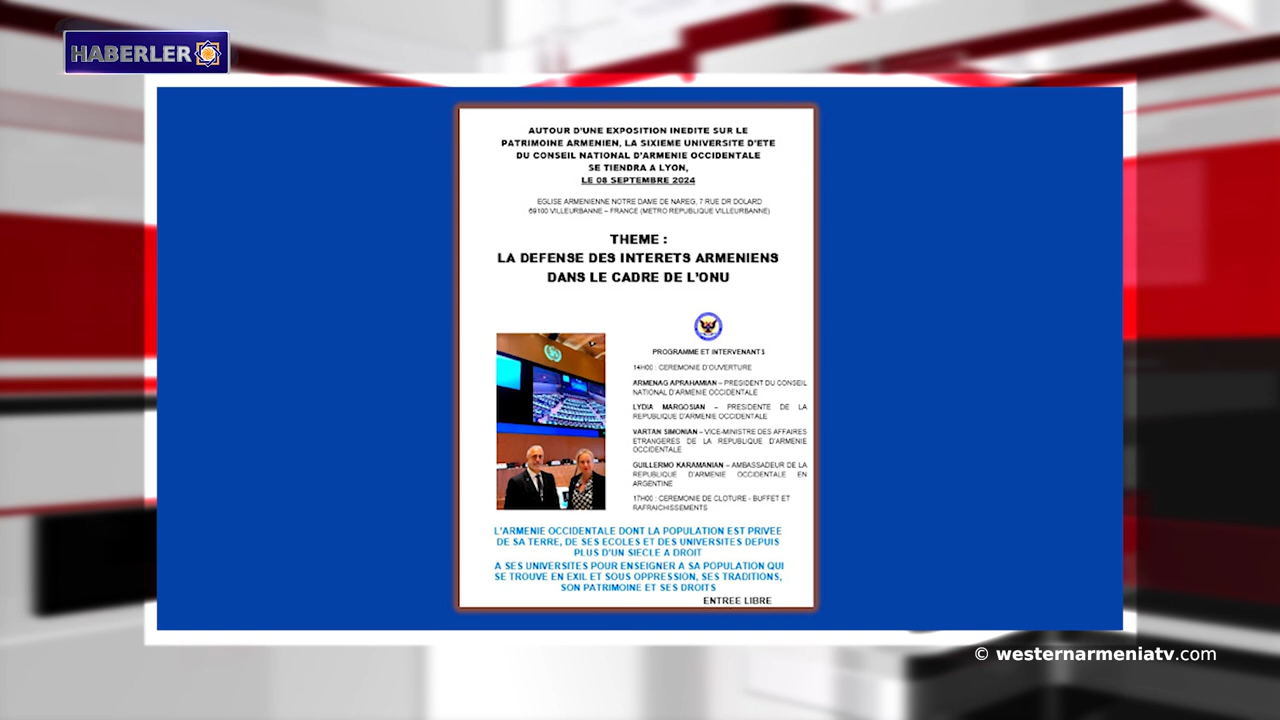 HABERLER
AUTOUR D'UNE EXPOSITION INEDITE SUR LE
PATRIMOINE ARMENIEN, LA SIXIEME UNIVERSITE D'ETE
DU CONSEIL NATIONAL D'ARMENIE OCCIDENTALE
SE TIENDRA A LYON,
LE 08 SEPTEMBRE 2024
EGLISE ARMENIENNE NOTRE DAME DE NAREG, 7 RUE DR DOLARD
69100 VILLEURBANNE – FRANCE (METRO REPUBLIQUE VILLEURBANNE)
THEME :
LA DEFENSE DES INTERETS ARMENIENS
DANS LE CADRE DE L'ONU
PROGRAMME ET INTERVENANTS
14H00 : CEREMONIE D'OUVERTURE
ARMENAG APRAHAMIAN – PRESIDENT DU CONSEIL
NATIONAL D'ARMENIE OCCIDENTALE
LYDIA MARGOSIAN – PRESIDENTE DE LA
REPUBLIQUE D'ARMENIE OCCIDENTALE
VARTAN SIMONIAN – VICE-MINISTRE DES AFFAIRES
ETRANGERES DE LA REPUBLIQUE D'ARMENIE
OCCIDENTALE
GUILLERMO KARAMANIAN – AMBASSADEUR DE LA
REPUBLIQUE D'ARMENIE OCCIDENTALE EN
ARGENTINE
17H00 : CEREMONIE DE CLOTURE - BUFFET ET
RAFRAICHISSEMENTS
L'ARMENIE OCCIDENTALE DONT LA POPULATION EST PRIVEE
DE SA TERRE, DE SES ECOLES ET DES UNIVERSITES DEPUIS
PLUS D'UN SIECLE A DROIT
A SES UNIVERSITES POUR ENSEIGNER A SA POPULATION QUI
SE TROUVE EN EXIL ET SOUS OPPRESSION, SES TRADITIONS,
SON PATRIMOINE ET SES DROITS
ENTREE LIBRE
© westernarmeniatv.com